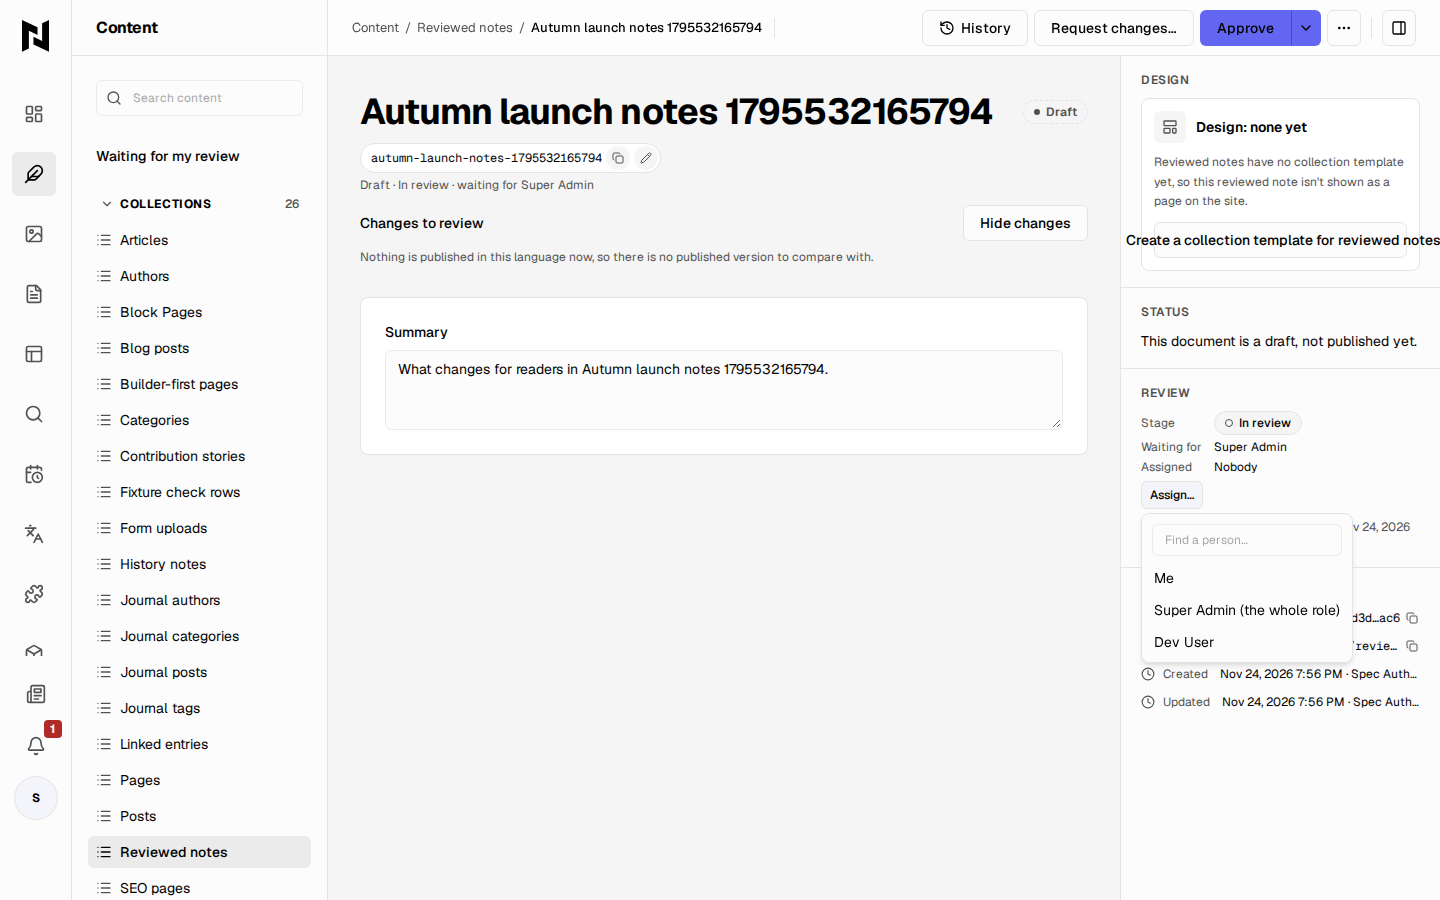 Content
Content / Reviewed notes / Autumn launch notes 1795532165794
History
Request changes...
Approve
Search content
Waiting for my review
COLLECTIONS 26
Articles
Authors
Block Pages
Blog posts
Builder-first pages
Categories
Contribution stories
Fixture check rows
Form uploads
History notes
Journal authors
Journal categories
Journal posts
Journal tags
Linked entries
Pages
Posts
Reviewed notes
SEO pages
1
S
Autumn launch notes 1795532165794
Draft
autumn-launch-notes-1795532165794
Draft · In review · waiting for Super Admin
Changes to review
Hide changes
Nothing is published in this language now, so there is no published version to compare with.
Summary
What changes for readers in Autumn launch notes 1795532165794.
DESIGN
Design: none yet
Reviewed notes have no collection template
yet, so this reviewed note isn't shown as a
page on the site.
Create a collection template for reviewed notes
STATUS
This document is a draft, not published yet.
REVIEW
Stage In review
Waiting for Super Admin
Assigned Nobody
Assign...
v 24, 2026
Find a person...
Me
Super Admin (the whole role)
Dev User
d3d…ac6
/revie…
Created Nov 24, 2026 7:56 PM · Spec Auth…
Updated Nov 24, 2026 7:56 PM · Spec Auth…